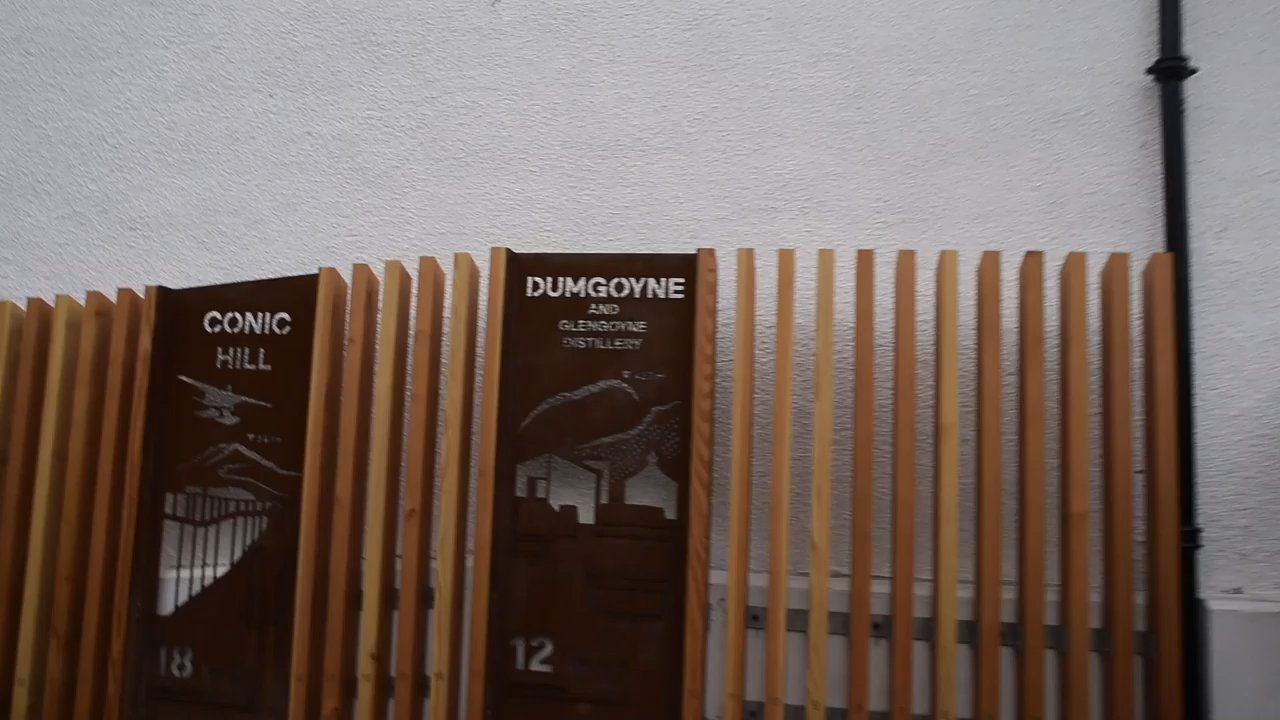 CONIC
HILL
18
DUMGOYNE
AND
GLENGOYNE
DISTILLERY
12